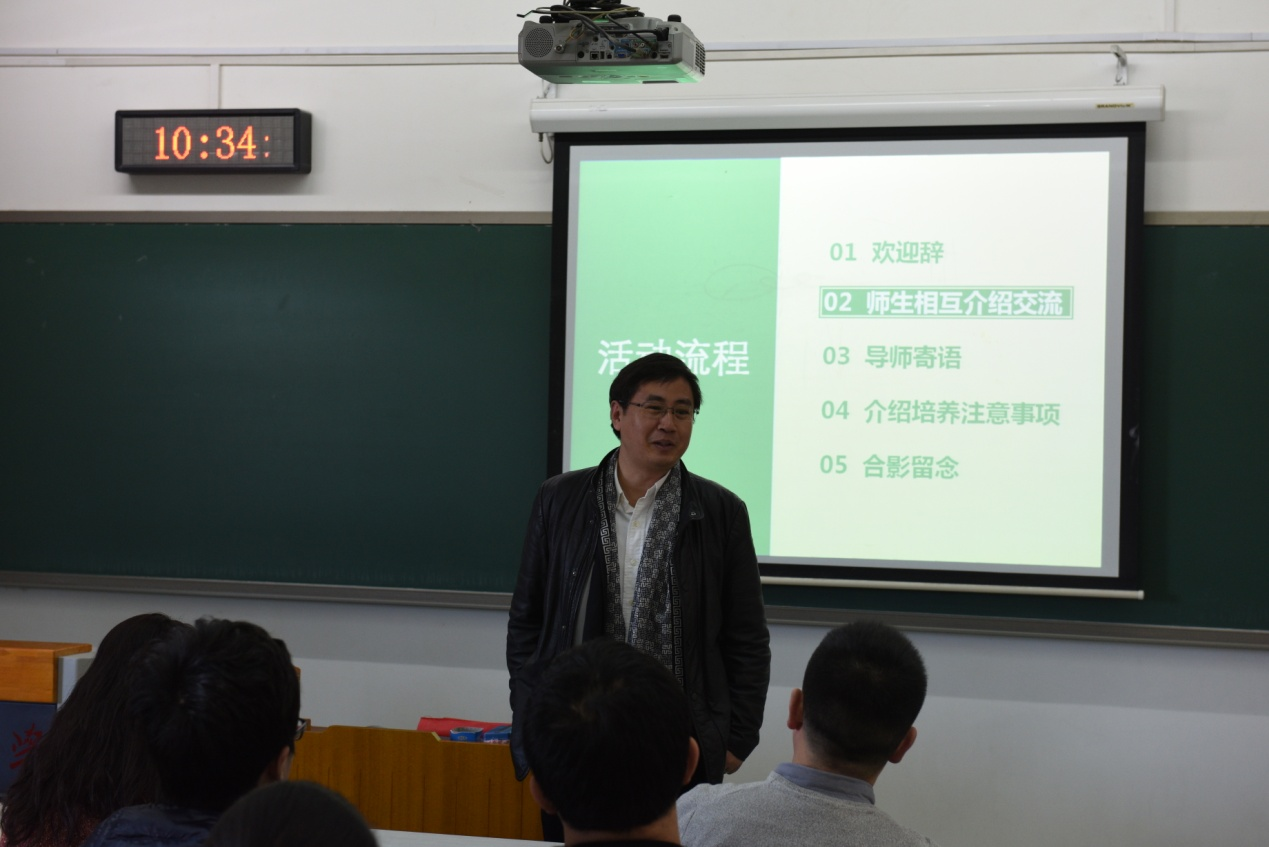 10:34:
01 欢迎辞
02 师生相互介绍交流
活动流程
03 导师寄语
04 介绍培养注意事项
05 合影留念